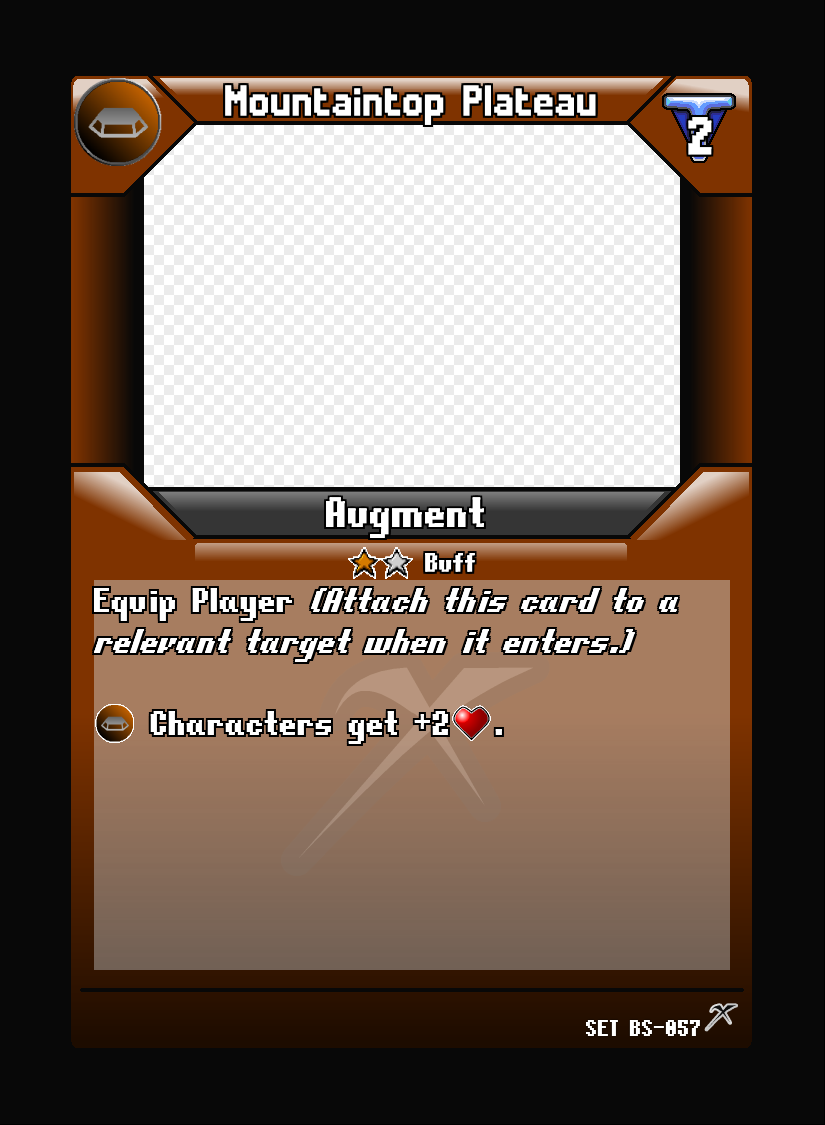 Mountaintop Plateau
2
Augment
Buff
Equip Player (Attach this card to a
relevant target when it enters.)
Characters get +2.
SET BS-057